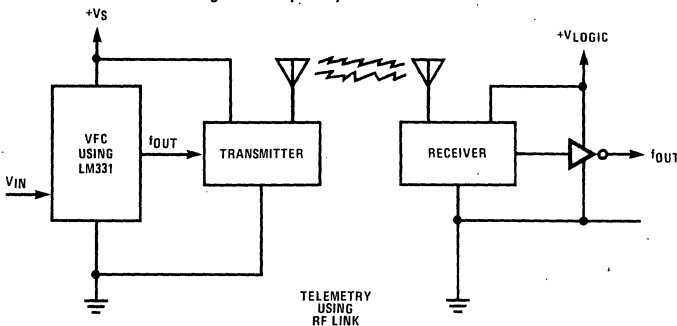 +VS
+VLOGIC
VFC
USING
LM331
fOUT
TRANSMITTER
RECEIVER
fOUT
VIN
TELEMETRY
USING
RF LINK